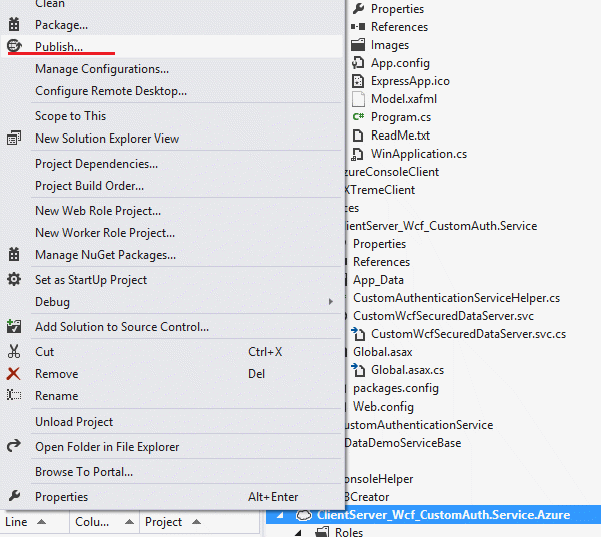 Clean
Package...
Publish...
Manage Configurations...
Configure Remote Desktop...
Scope to This
New Solution Explorer View
Project Dependencies...
Project Build Order...
New Web Role Project...
New Worker Role Project...
Manage NuGet Packages...
Set as StartUp Project
Debug
Add Solution to Source Control...
Cut Ctrl+X
Remove Del
Rename
Unload Project
Open Folder in File Explorer
Browse To Portal...
Properties Alt+Enter
Line Colu... Project
Properties
References
Images
App.config
ExpressApp.ico
Model.xafml
C# Program.cs
ReadMe.txt
WinApplication.cs
zureConsoleClient
XTremeClient
ces
lientServer_Wcf_CustomAuth.Service
Properties
References
App_Data
CustomAuthenticationServiceHelper.cs
CustomWcfSecuredDataServer.svc
CustomWcfSecuredDataServer.svc.cs
Global.asax
Global.asax.cs
packages.config
Web.config
ustomAuthenticationService
DataDemoServiceBase
onsoleHelper
BCreator
ClientServer_Wcf_CustomAuth.Service.Azure
Roles